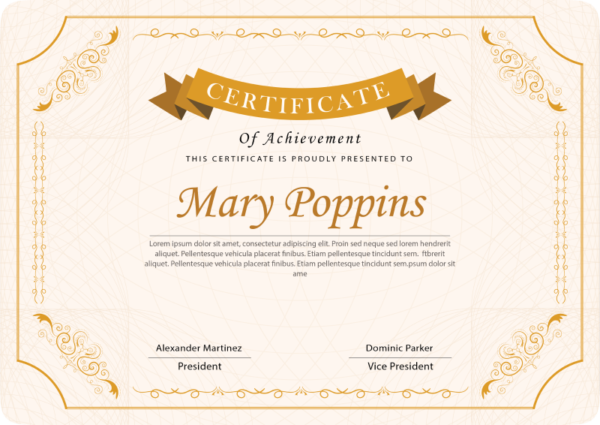 CERTIFICATE
Of Achievement
THIS CERTIFICATE IS PROUDLY PRESENTED TO
Mary Poppins
Lorem ipsum dolor sit amet, consectetur adipiscing elit. Proin sed neque sed lorem hendrerit
aliquet. Pellentesque vehicula placerat finibus. Etiam pellentesque tincidunt sem. ftbrerit
aliquet. Pellentesque vehicula placerat finibus. Etiam pellentesque tincidunt sem.psum dolor sit
ame
Alexander Martinez
President
Dominic Parker
Vice President